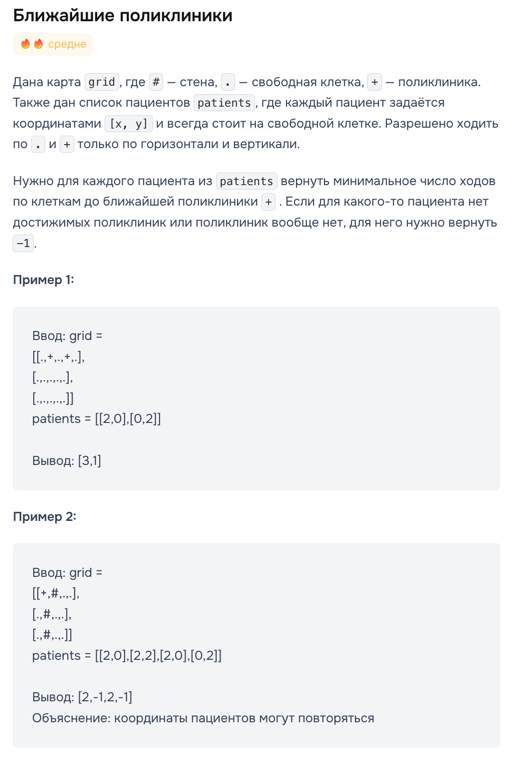 Ближайшие поликлиники
🔥🔥 средне
Дана карта grid, где # — стена, . — свободная клетка, + — поликлиника.
Также дан список пациентов patients, где каждый пациент задаётся
координатами [x, y] и всегда стоит на свободной клетке. Разрешено ходить
по . и + только по горизонтали и вертикали.
Нужно для каждого пациента из patients вернуть минимальное число ходов
по клеткам до ближайшей поликлиники + . Если для какого-то пациента нет
достижимых поликлиник или поликлиник вообще нет, для него нужно вернуть
-1.
Пример 1:
Ввод: grid =
[[.,+,.,+,.],
[.,.,.,.,.],
[.,.,.,.,.]]
patients = [[2,0],[0,2]]
Вывод: [3,1]
Пример 2:
Ввод: grid =
[[+,#,.,.],
[.,#,.,.],
[.,#,.,.]]
patients = [[2,0],[2,2],[2,0],[0,2]]
Вывод: [2,-1,2,-1]
Объяснение: координаты пациентов могут повторяться